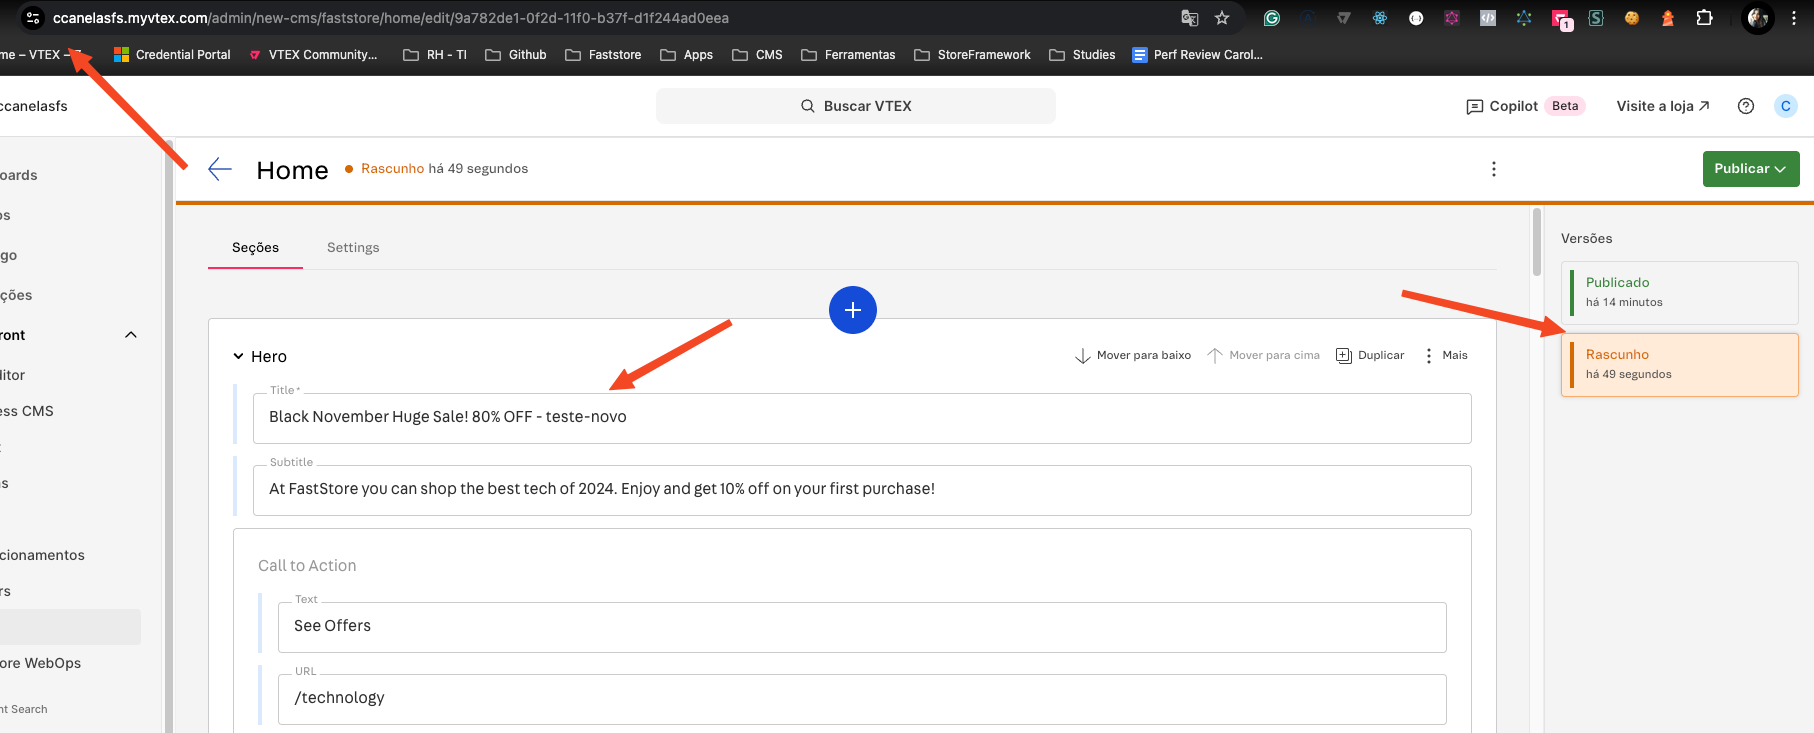 ccanelasfs.myvtex.com/admin/new-cms/faststore/home/edit/9a782de1-0f2d-11f0-b37f-d1f244ad0eea
me – VTEX –
Credential Portal
VTEX Community...
RH - TI
Github
Faststore
Apps
CMS
Ferramentas
StoreFramework
Studies
Perf Review Carol...
1
ccanelasfs
Buscar VTEX
Copilot
Beta
Visite a loja
C
oards
os
go
ções
ront
ditor
ess CMS
t
as
cionamentos
rs
ore WebOps
nt Search
Home
Rascunho há 49 segundos
Publicar
Seções
Settings
Hero
Mover para baixo
Mover para cima
Duplicar
Mais
Title*
Black November Huge Sale! 80% OFF - teste-novo
Subtitle
At FastStore you can shop the best tech of 2024. Enjoy and get 10% off on your first purchase!
Call to Action
Text
See Offers
URL
/technology
Versões
Publicado
há 14 minutos
Rascunho
há 49 segundos